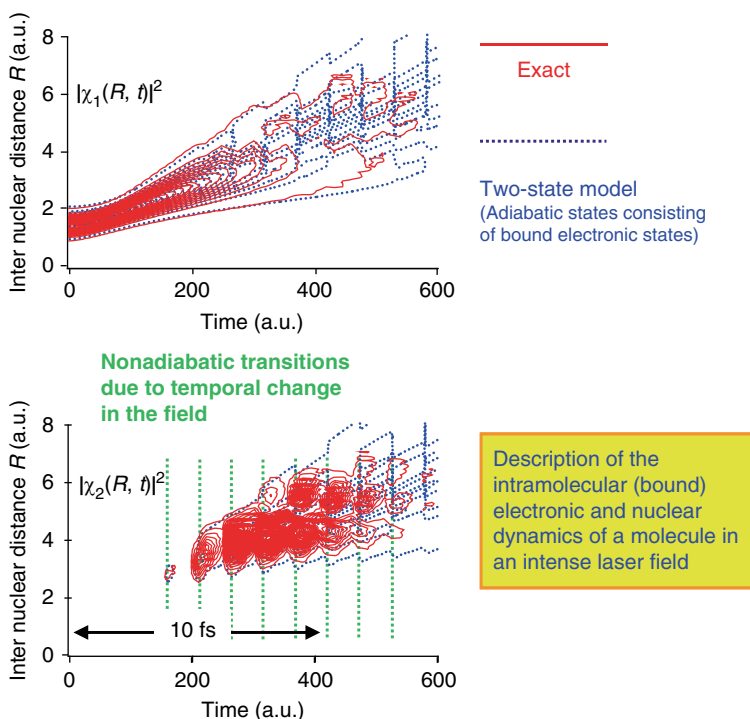 Inter nuclear distance R (a.u.)
8
6
4
2
0
|χ1(R, t)|2
0
200
400
600
Time (a.u.)
Exact
Two-state model
(Adiabatic states consisting
of bound electronic states)
Nonadiabatic transitions
due to temporal change
in the field
Inter nuclear distance R (a.u.)
8
6
4
2
0
|χ2(R, t)|2
10 fs
0
200
400
600
Time (a.u.)
Description of the
intramolecular (bound)
electronic and nuclear
dynamics of a molecule in
an intense laser field